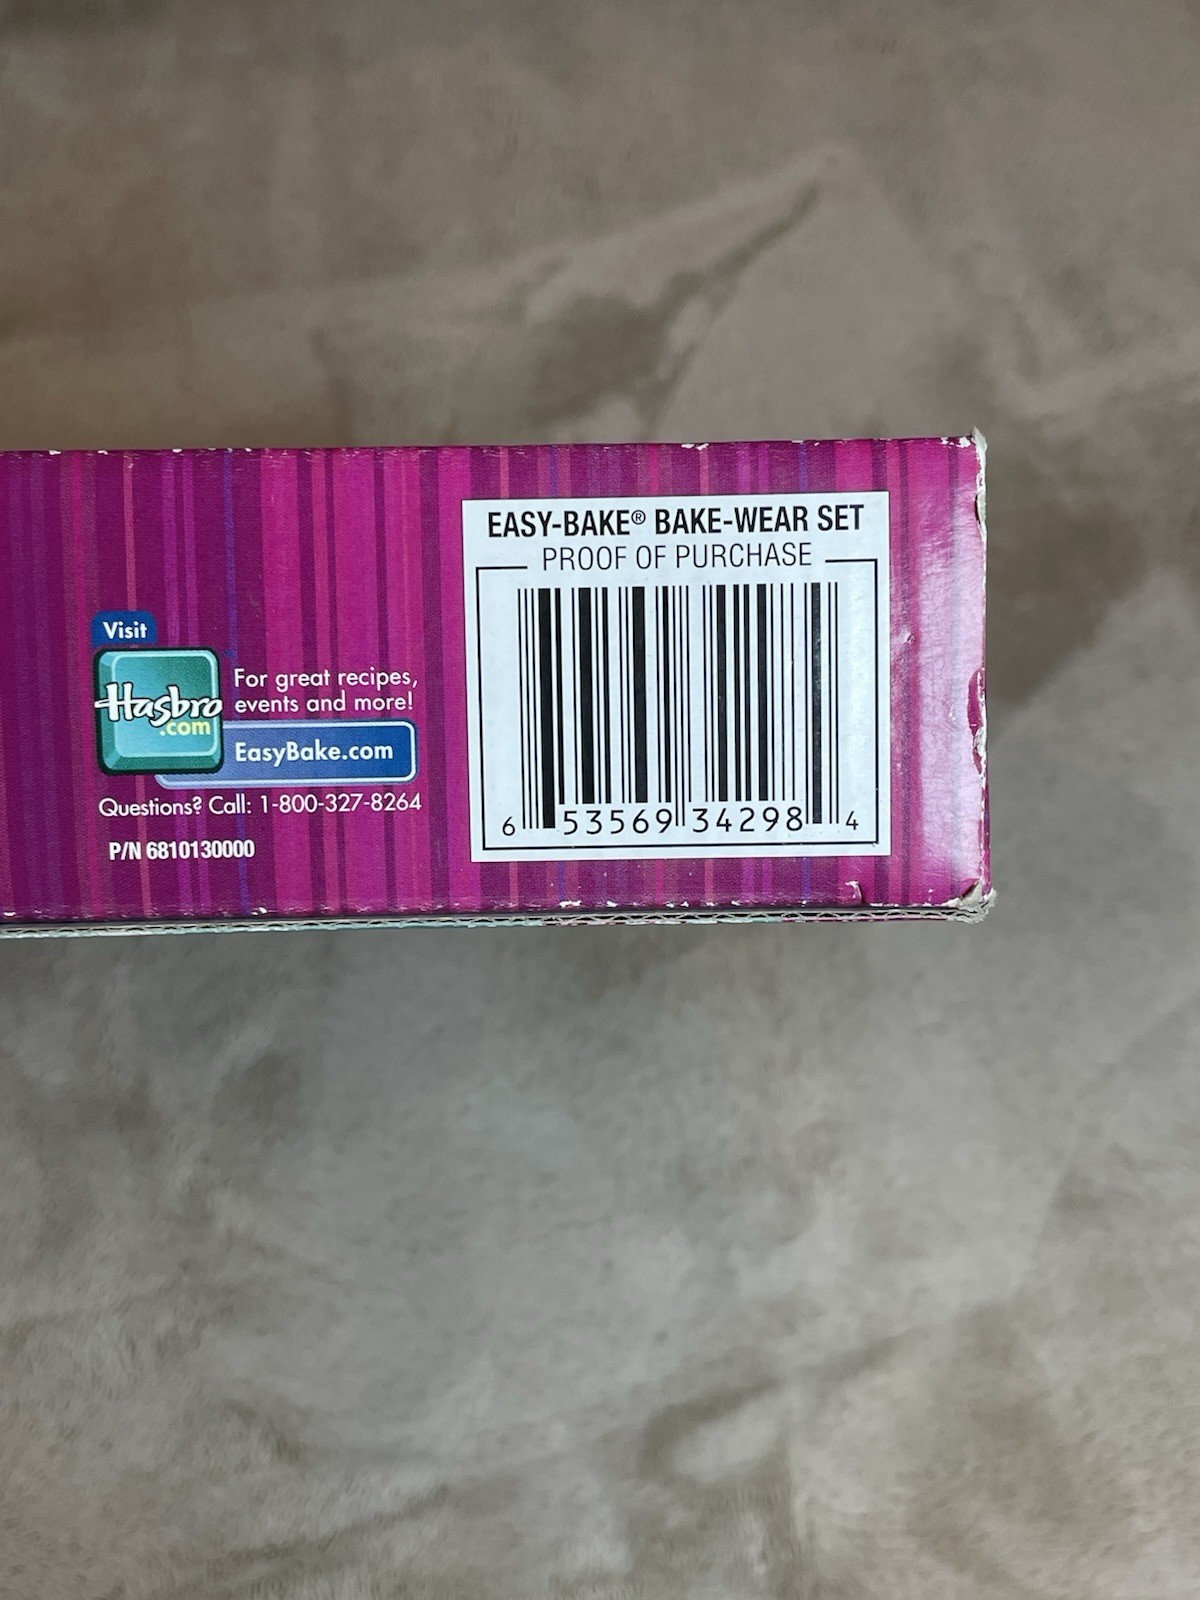 Visit
Hasbro
.com
For great recipes,
events and more!
EasyBake.com
Questions? Call: 1-800-327-8264
P/N 6810130000
EASY-BAKE® BAKE-WEAR SET
PROOF OF PURCHASE
6 53569 34298 4